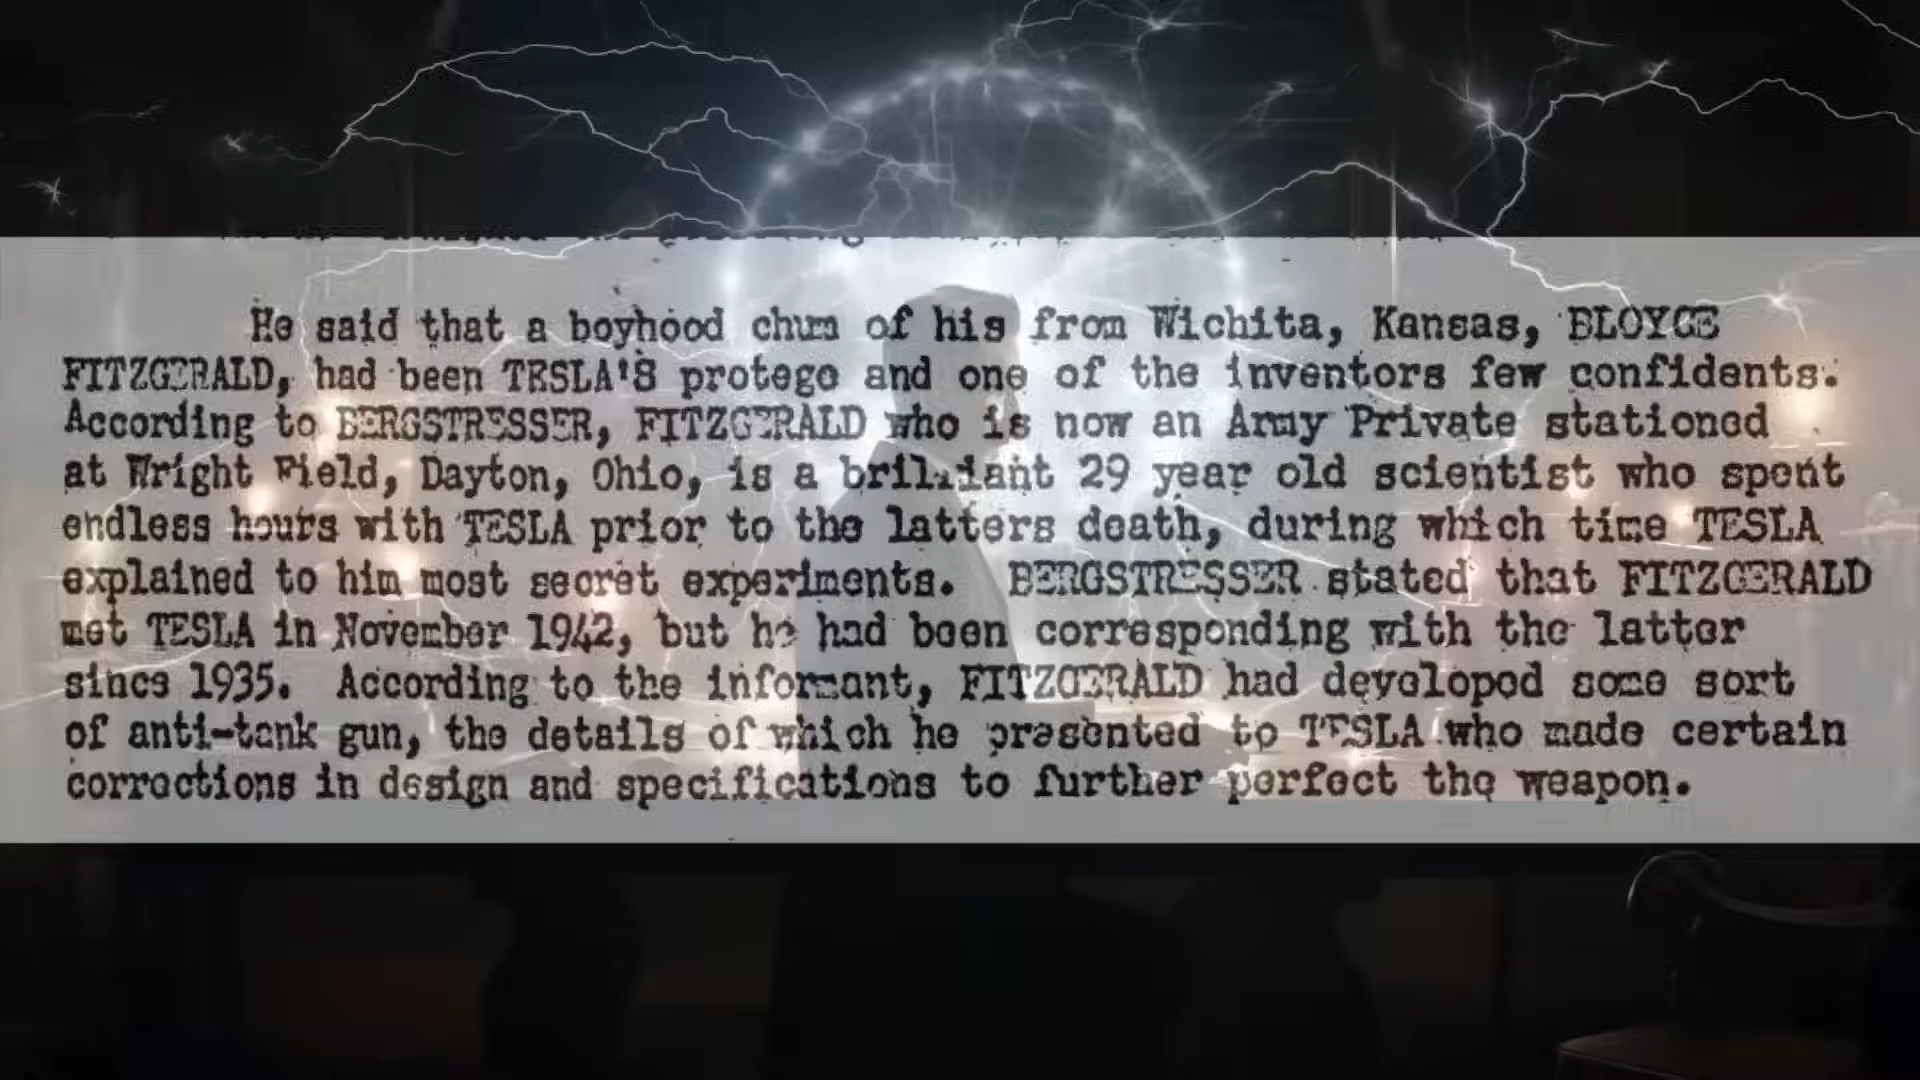 He said that a boyhood chum of his from Wichita, Kansas, BLOYCE
FITZGERALD, had been TESLA'S protege and one of the inventors few confidents.
According to BERGSTRESSER, FITZGERALD who is now an Army Private stationed
at Wright Field, Dayton, Ohio, is a brilliant 29 year old scientist who spent
endless hours with TESLA prior to the latters death, during which time TESLA
explained to him most secret experiments. BERGSTRESSER stated that FITZGERALD
met TESLA in November 1942, but he had been corresponding with the latter
since 1935. According to the informant, FITZGERALD had developed some sort
of anti-tank gun, the details of which he presented to TESLA who made certain
corrections in design and specifications to further perfect the weapon.